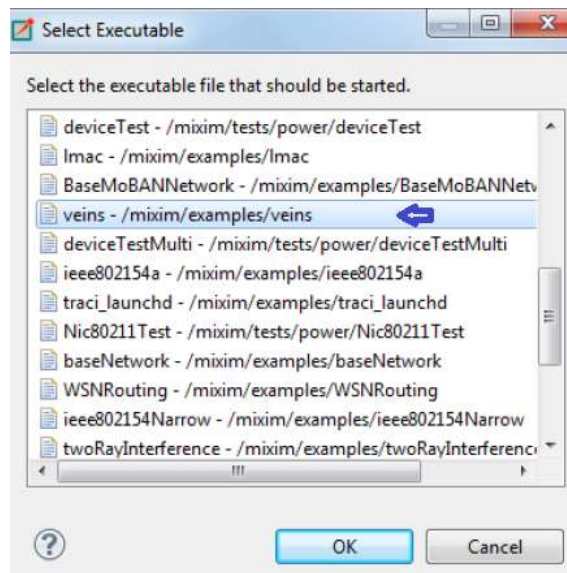 Select Executable
Select the executable file that should be started.
deviceTest - /mixim/tests/power/deviceTest
lmac - /mixim/examples/lmac
BaseMoBANNetwork - /mixim/examples/BaseMoBANNetw
veins - /mixim/examples/veins
deviceTestMulti - /mixim/tests/power/deviceTestMulti
ieee802154a - /mixim/examples/ieee802154a
traci_launchd - /mixim/examples/traci_launchd
Nic80211Test - /mixim/tests/power/Nic80211Test
baseNetwork - /mixim/examples/baseNetwork
WSNRouting - /mixim/examples/WSNRouting
ieee802154Narrow - /mixim/examples/ieee802154Narrow
twoRayInterference - /mixim/examples/twoRayInterference
OK
Cancel